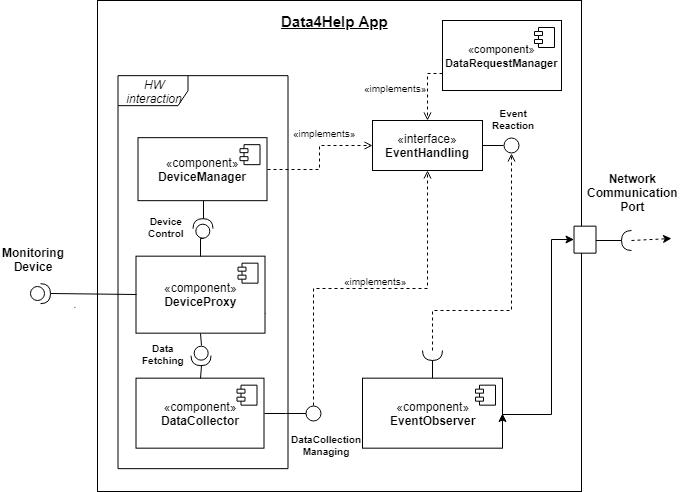 Data4Help App
«component»
DataRequestManager
HW
interaction
«implements»
Event
Reaction
«interface»
EventHandling
«implements»
«component»
DeviceManager
Network
Communication
Port
Device
Control
Monitoring
Device
«component»
DeviceProxy
«implements»
Data
Fetching
«component»
DataCollector
«component»
EventObserver
DataCollection
Managing